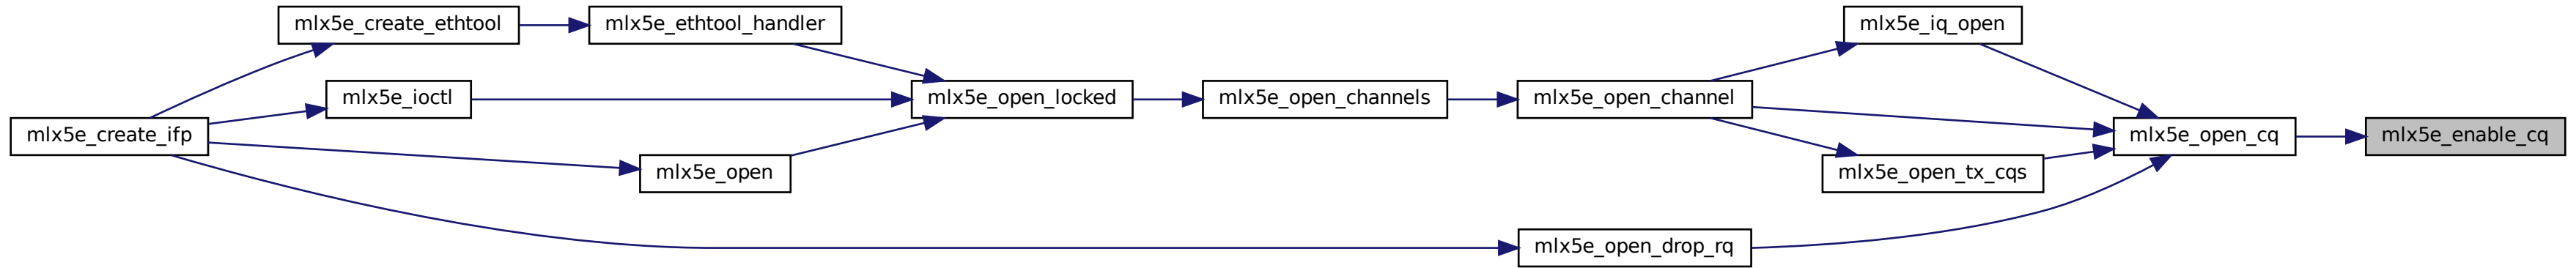 mlx5e_create_ethtool
mlx5e_ethtool_handler
mlx5e_iq_open
mlx5e_ioctl
mlx5e_open_locked
mlx5e_open_channels
mlx5e_open_channel
mlx5e_create_ifp
mlx5e_open_cq
mlx5e_enable_cq
mlx5e_open
mlx5e_open_tx_cqs
mlx5e_open_drop_rq